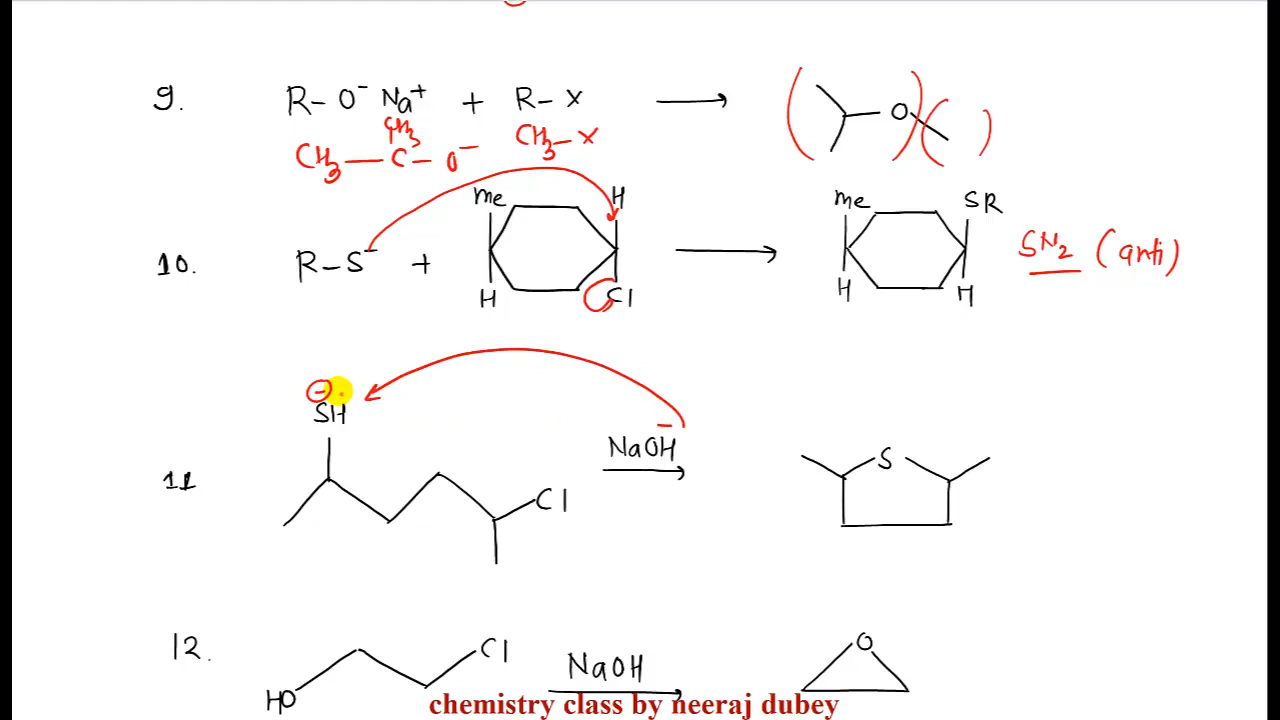 9. R-O⁻ Na⁺ + R-X → O
CH₃-C-O⁻ CH₃ CH₃-X
10. R-S⁻ + Me H H Cl → Me SR H H SN₂ (anti)
11 SH Cl NaOH⁻ S
⊖
12. HO Cl NaOH O
chemistry class by neeraj dubey